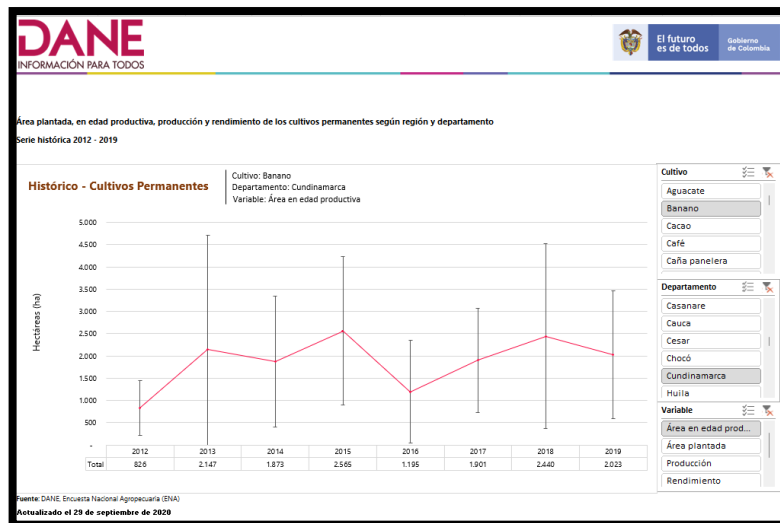 DANE
INFORMACIÓN PARA TODOS
El futuro
es de todos
Gobierno
de Colombia
Área plantada, en edad productiva, producción y rendimiento de los cultivos permanentes según región y departamento
Serie histórica 2012 - 2019
Histórico - Cultivos Permanentes
Cultivo: Banano
Departamento: Cundinamarca
Variable: Área en edad productiva
Hectáreas (ha)
5.000
4.500
4.000
3.500
3.000
2.500
2.000
1.500
1.000
500
-
2012 2013 2014 2015 2016 2017 2018 2019
Total 826 2.147 1.873 2.565 1.195 1.901 2.440 2.023
Cultivo
Aguacate
Banano
Cacao
Café
Caña panelera
Departamento
Casanare
Cauca
Cesar
Chocó
Cundinamarca
Huila
Variable
Área en edad prod...
Área plantada
Producción
Rendimiento
Fuente: DANE, Encuesta Nacional Agropecuaria (ENA)
Actualizado el 29 de septiembre de 2020